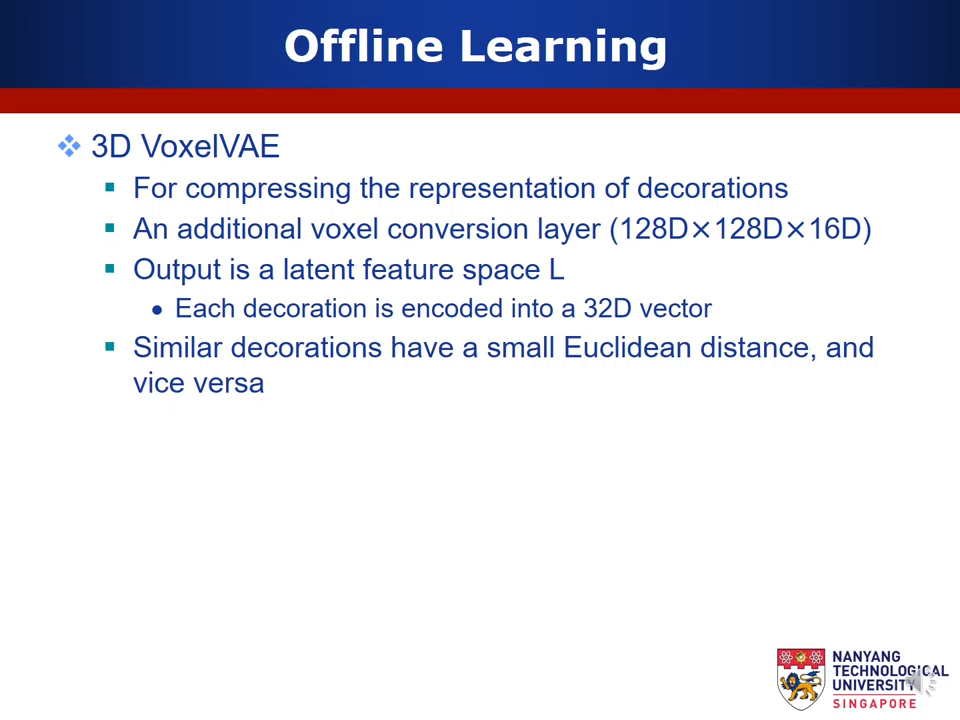 Offline Learning
3D VoxelVAE
For compressing the representation of decorations
An additional voxel conversion layer (128D×128D×16D)
Output is a latent feature space L
Each decoration is encoded into a 32D vector
Similar decorations have a small Euclidean distance, and
vice versa
NANYANG
TECHNOLOGICAL
UNIVERSITY
SINGAPORE